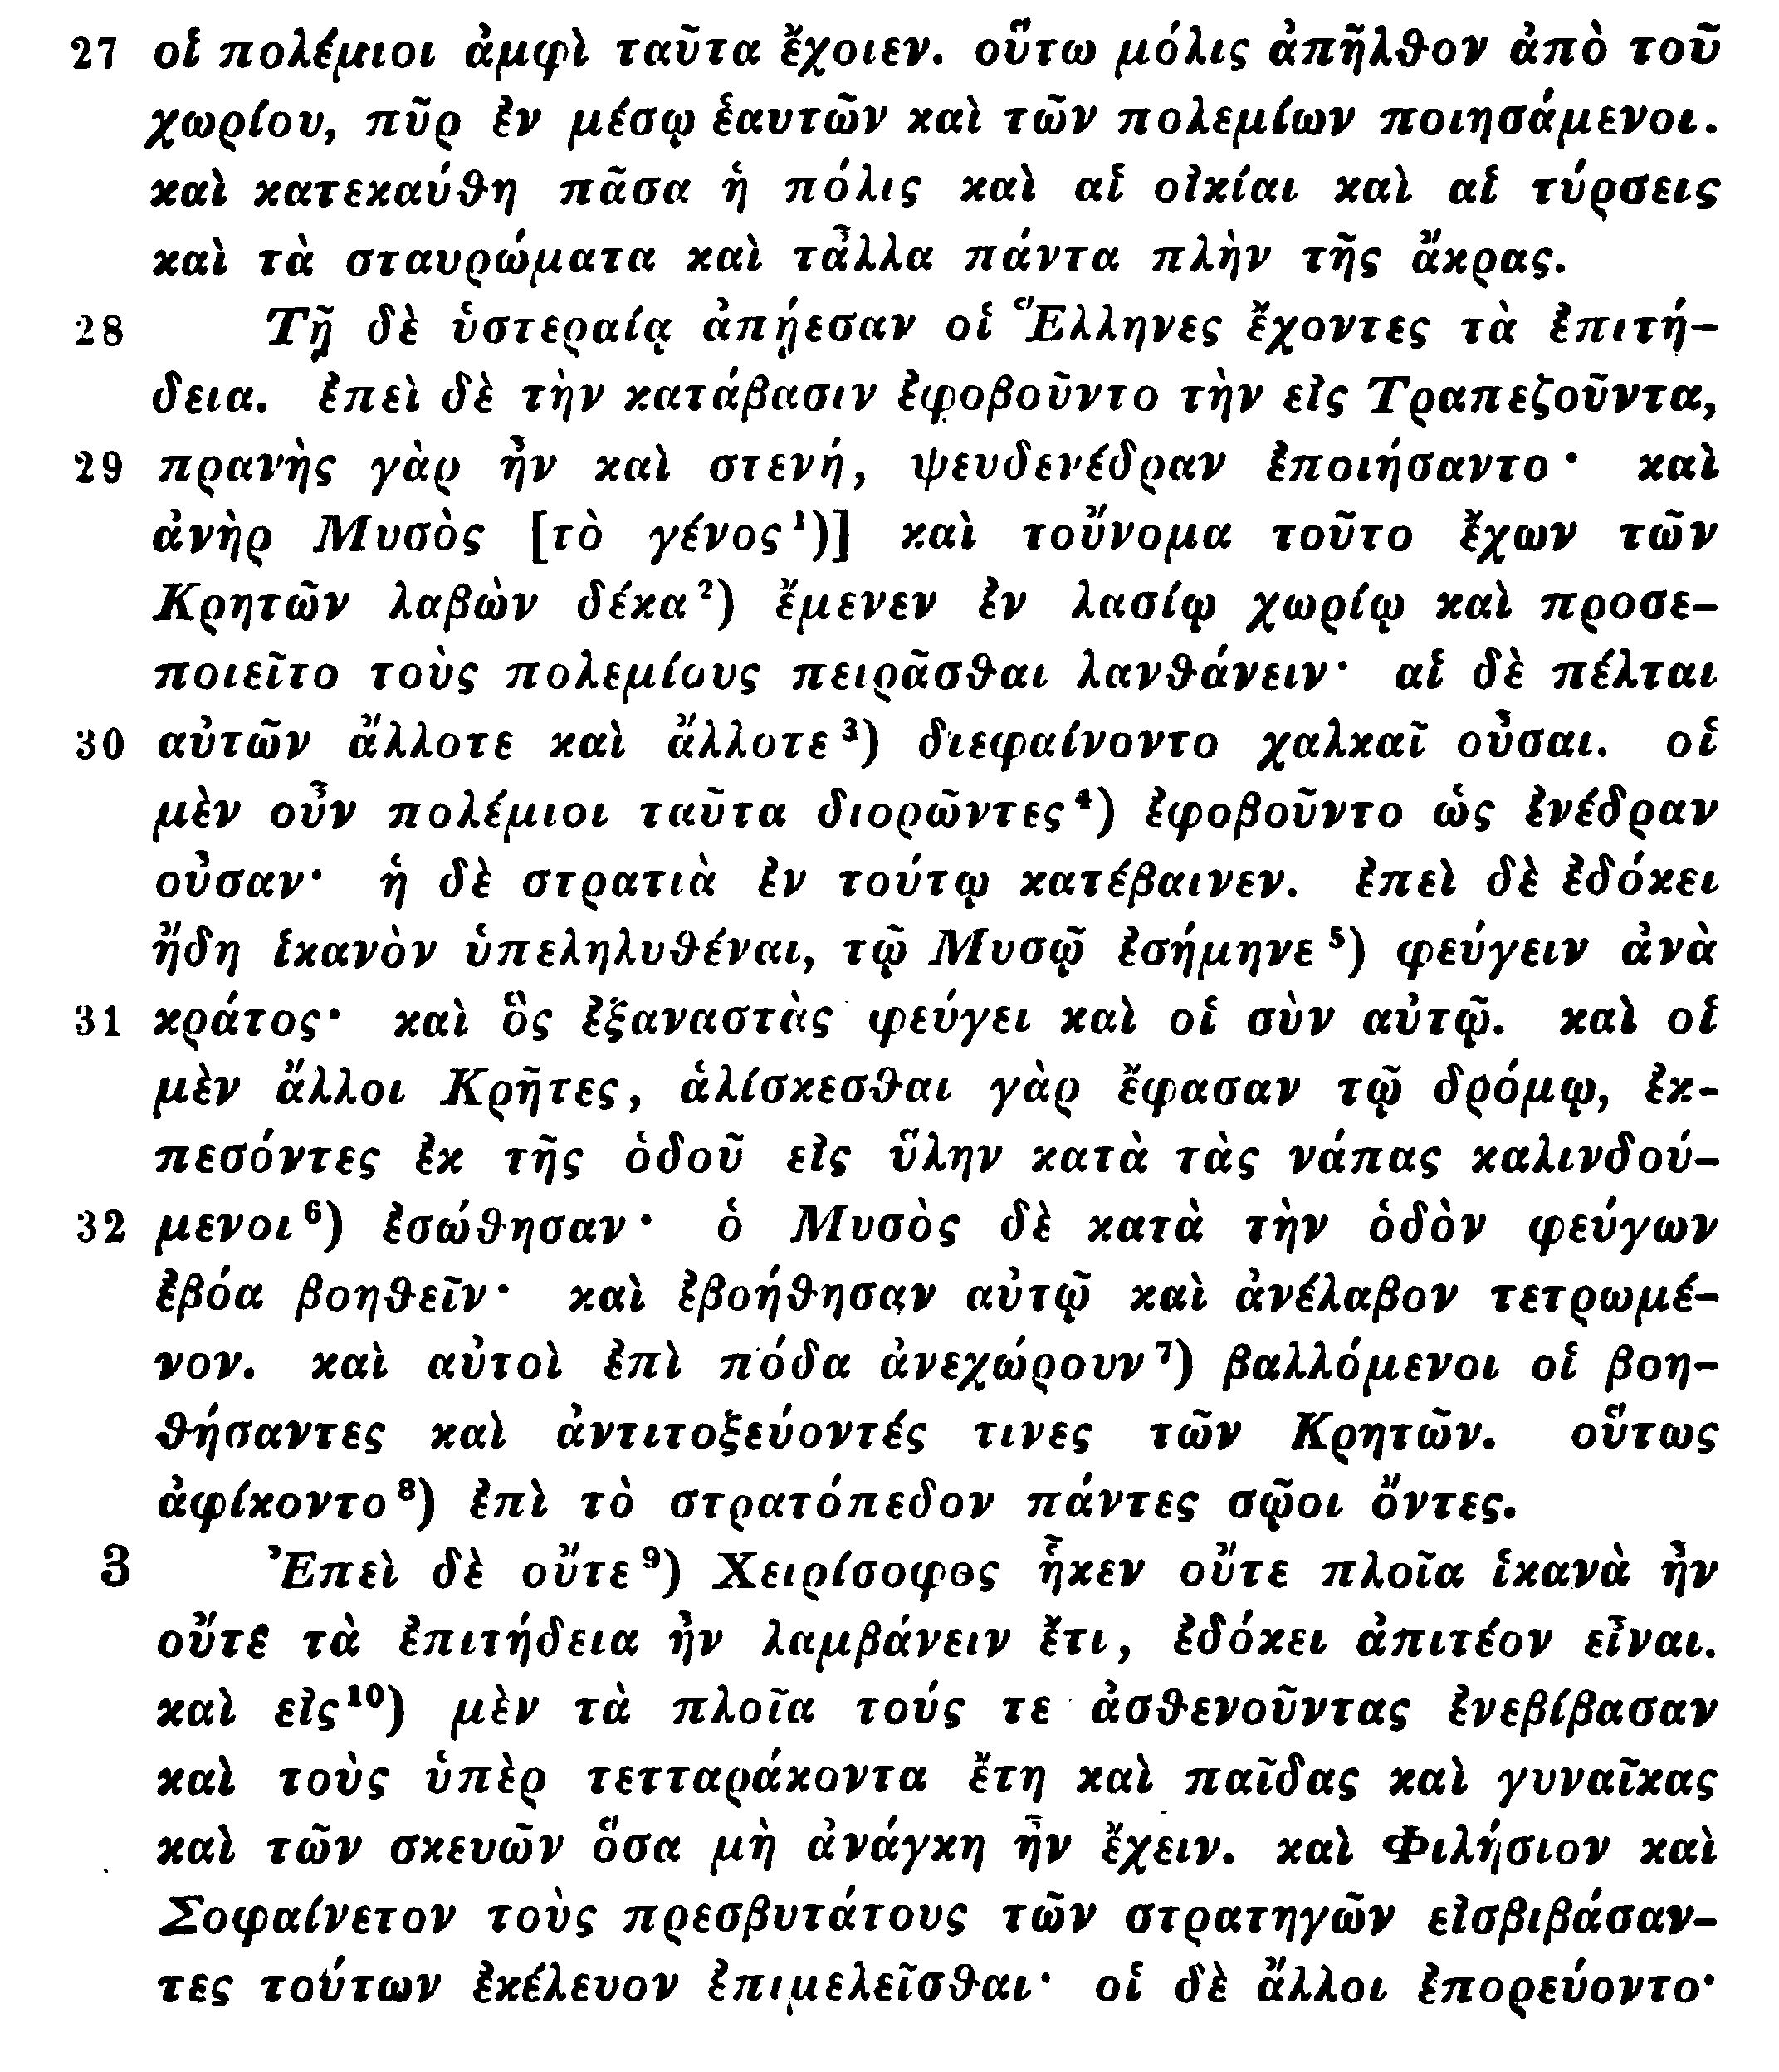 27 οἱ πολέμιοι ἀμφὶ ταῦτα ἔχοιεν. οὕτω μόλις ἀπῆλθον ἀπὸ τοῦ
χωρίου, πῦρ ἐν μέσῳ ἑαυτῶν καὶ τῶν πολεμίων ποιησάμενοι.
καὶ κατεκαύθη πᾶσα ἡ πόλις καὶ αἱ οἰκίαι καὶ αἱ τύρσεις
καὶ τὰ σταυρώματα καὶ τἆλλα πάντα πλὴν τῆς ἄκρας.
28 Τῇ δὲ ὑστεραίᾳ ἀπῄεσαν οἱ Ἕλληνες ἔχοντες τὰ ἐπιτή-
δεια. ἐπεὶ δὲ τὴν κατάβασιν ἐφοβοῦντο τὴν εἰς Τραπεζοῦντα,
29 πρανὴς γὰρ ἦν καὶ στενή, ψευδενέδραν ἐποιήσαντο· καὶ
ἀνὴρ Μυσὸς [τὸ γένος¹)] καὶ τοὔνομα τοῦτο ἔχων τῶν
Κρητῶν λαβὼν δέκα²) ἔμενεν ἐν λασίῳ χωρίῳ καὶ προσε-
ποιεῖτο τοὺς πολεμίους πειρᾶσθαι λανθάνειν· αἱ δὲ πέλται
30 αὐτῶν ἄλλοτε καὶ ἄλλοτε³) διεφαίνοντο χαλκαῖ οὖσαι. οἱ
μὲν οὖν πολέμιοι ταῦτα διορῶντες⁴) ἐφοβοῦντο ὡς ἐνέδραν
οὖσαν· ἡ δὲ στρατιὰ ἐν τούτῳ κατέβαινεν. ἐπεὶ δὲ ἐδόκει
ἤδη ἱκανὸν ὑπεληλυθέναι, τῷ Μυσῷ ἐσήμηνε⁵) φεύγειν ἀνὰ
31 κράτος· καὶ ὃς ἐξαναστὰς φεύγει καὶ οἱ σὺν αὐτῷ. καὶ οἱ
μὲν ἄλλοι Κρῆτες, ἁλίσκεσθαι γὰρ ἔφασαν τῷ δρόμῳ, ἐκ-
πεσόντες ἐκ τῆς ὁδοῦ εἰς ὕλην κατὰ τὰς νάπας καλινδού-
32 μενοι⁶) ἐσώθησαν· ὁ Μυσὸς δὲ κατὰ τὴν ὁδὸν φεύγων
ἐβόα βοηθεῖν· καὶ ἐβοήθησαν αὐτῷ καὶ ἀνέλαβον τετρωμέ-
νον. καὶ αὐτοὶ ἐπὶ πόδα ἀνεχώρουν⁷) βαλλόμενοι οἱ βοη-
θήσαντες καὶ ἀντιτοξεύοντές τινες τῶν Κρητῶν. οὕτως
ἀφίκοντο⁸) ἐπὶ τὸ στρατόπεδον πάντες σῷοι ὄντες.
3 Ἐπεὶ δὲ οὔτε⁹) Χειρίσοφος ἧκεν οὔτε πλοῖα ἱκανὰ ἦν
οὔτε τὰ ἐπιτήδεια ἦν λαμβάνειν ἔτι, ἐδόκει ἀπιτέον εἶναι.
καὶ εἰς¹⁰) μὲν τὰ πλοῖα τούς τε ἀσθενοῦντας ἐνεβίβασαν
καὶ τοὺς ὑπὲρ τετταράκοντα ἔτη καὶ παῖδας καὶ γυναῖκας
καὶ τῶν σκευῶν ὅσα μὴ ἀνάγκη ἦν ἔχειν. καὶ Φιλήσιον καὶ
Σοφαίνετον τοὺς πρεσβυτάτους τῶν στρατηγῶν εἰσβιβάσαν-
τες τούτων ἐκέλευον ἐπιμελεῖσθαι· οἱ δὲ ἄλλοι ἐπορεύοντο·